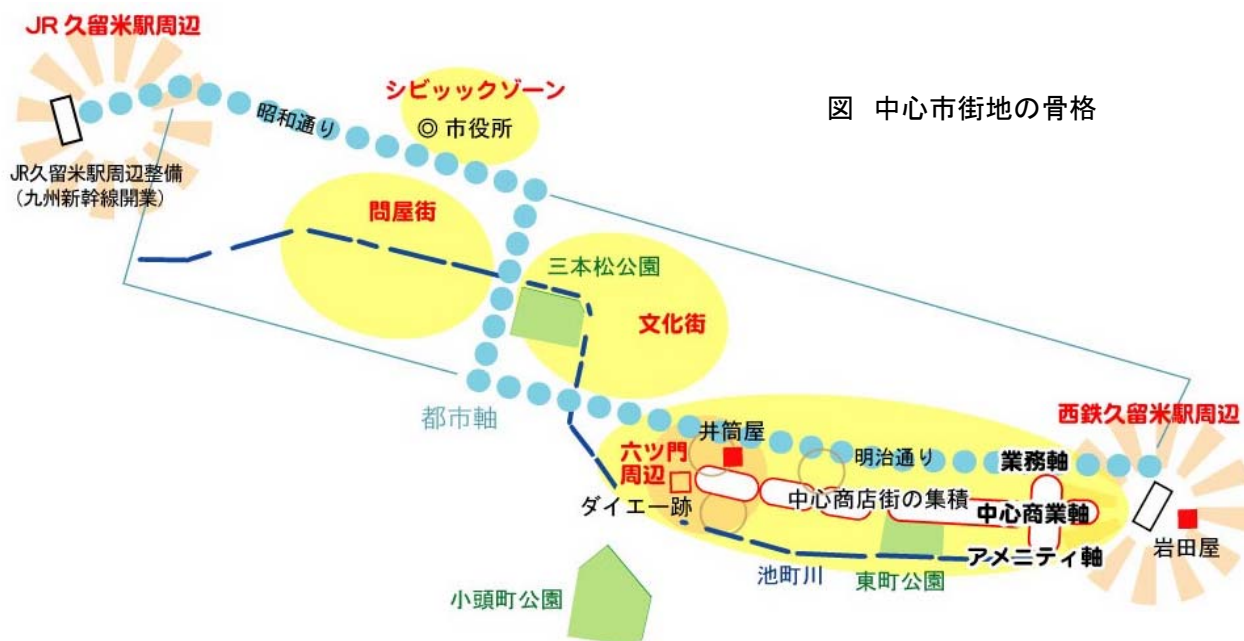 JR 久留米駅周辺
シビックゾーン
◎ 市役所
図 中心市街地の骨格
昭和通り
JR久留米駅周辺整備
（九州新幹線開業）
問屋街
三本松公園
文化街
都市軸
西鉄久留米駅周辺
井筒屋
六ツ門
周辺
明治通り
業務軸
ダイエー跡
中心商店街の集積
中心商業軸
アメニティ軸
岩田屋
池町川
東町公園
小頭町公園